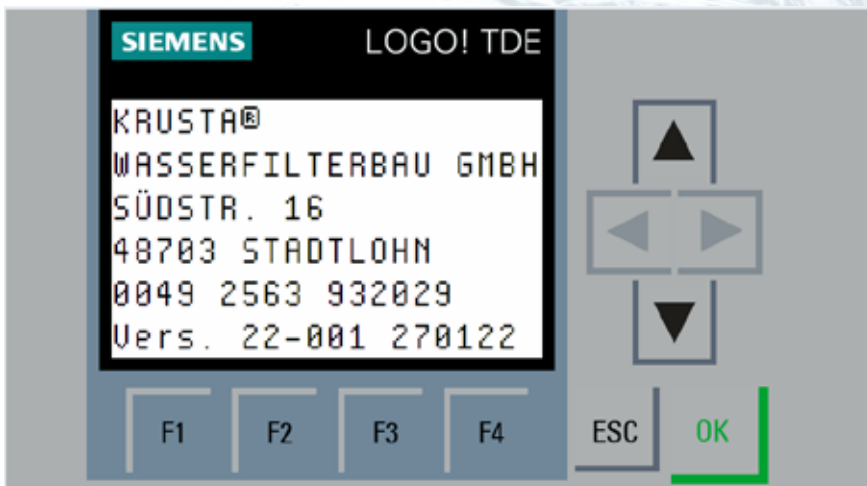 SIEMENS LOGO! TDE
KRUSTA®
WASSERFILTERBAU GMBH
SÜDSTR. 16
48703 STADTLOHN
0049 2563 932029
Vers. 22-001 270122
F1 F2 F3 F4 ESC OK